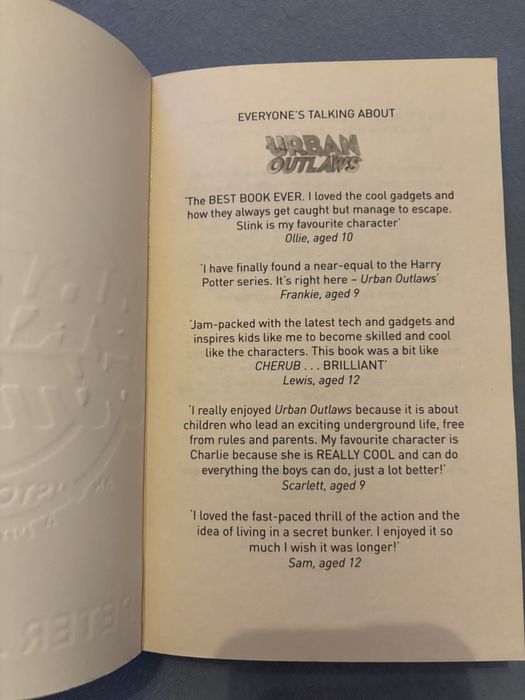 EVERYONE'S TALKING ABOUT
URBAN
OUTLAWS
'The BEST BOOK EVER. I loved the cool gadgets and
how they always get caught but manage to escape.
Slink is my favourite character'
Ollie, aged 10
'I have finally found a near-equal to the Harry
Potter series. It's right here – Urban Outlaws'
Frankie, aged 9
'Jam-packed with the latest tech and gadgets and
inspires kids like me to become skilled and cool
like the characters. This book was a bit like
CHERUB . . . BRILLIANT'
Lewis, aged 12
'I really enjoyed Urban Outlaws because it is about
children who lead an exciting underground life, free
from rules and parents. My favourite character is
Charlie because she is REALLY COOL and can do
everything the boys can do, just a lot better!'
Scarlett, aged 9
'I loved the fast-paced thrill of the action and the
idea of living in a secret bunker. I enjoyed it so
much I wish it was longer!'
Sam, aged 12
PETER